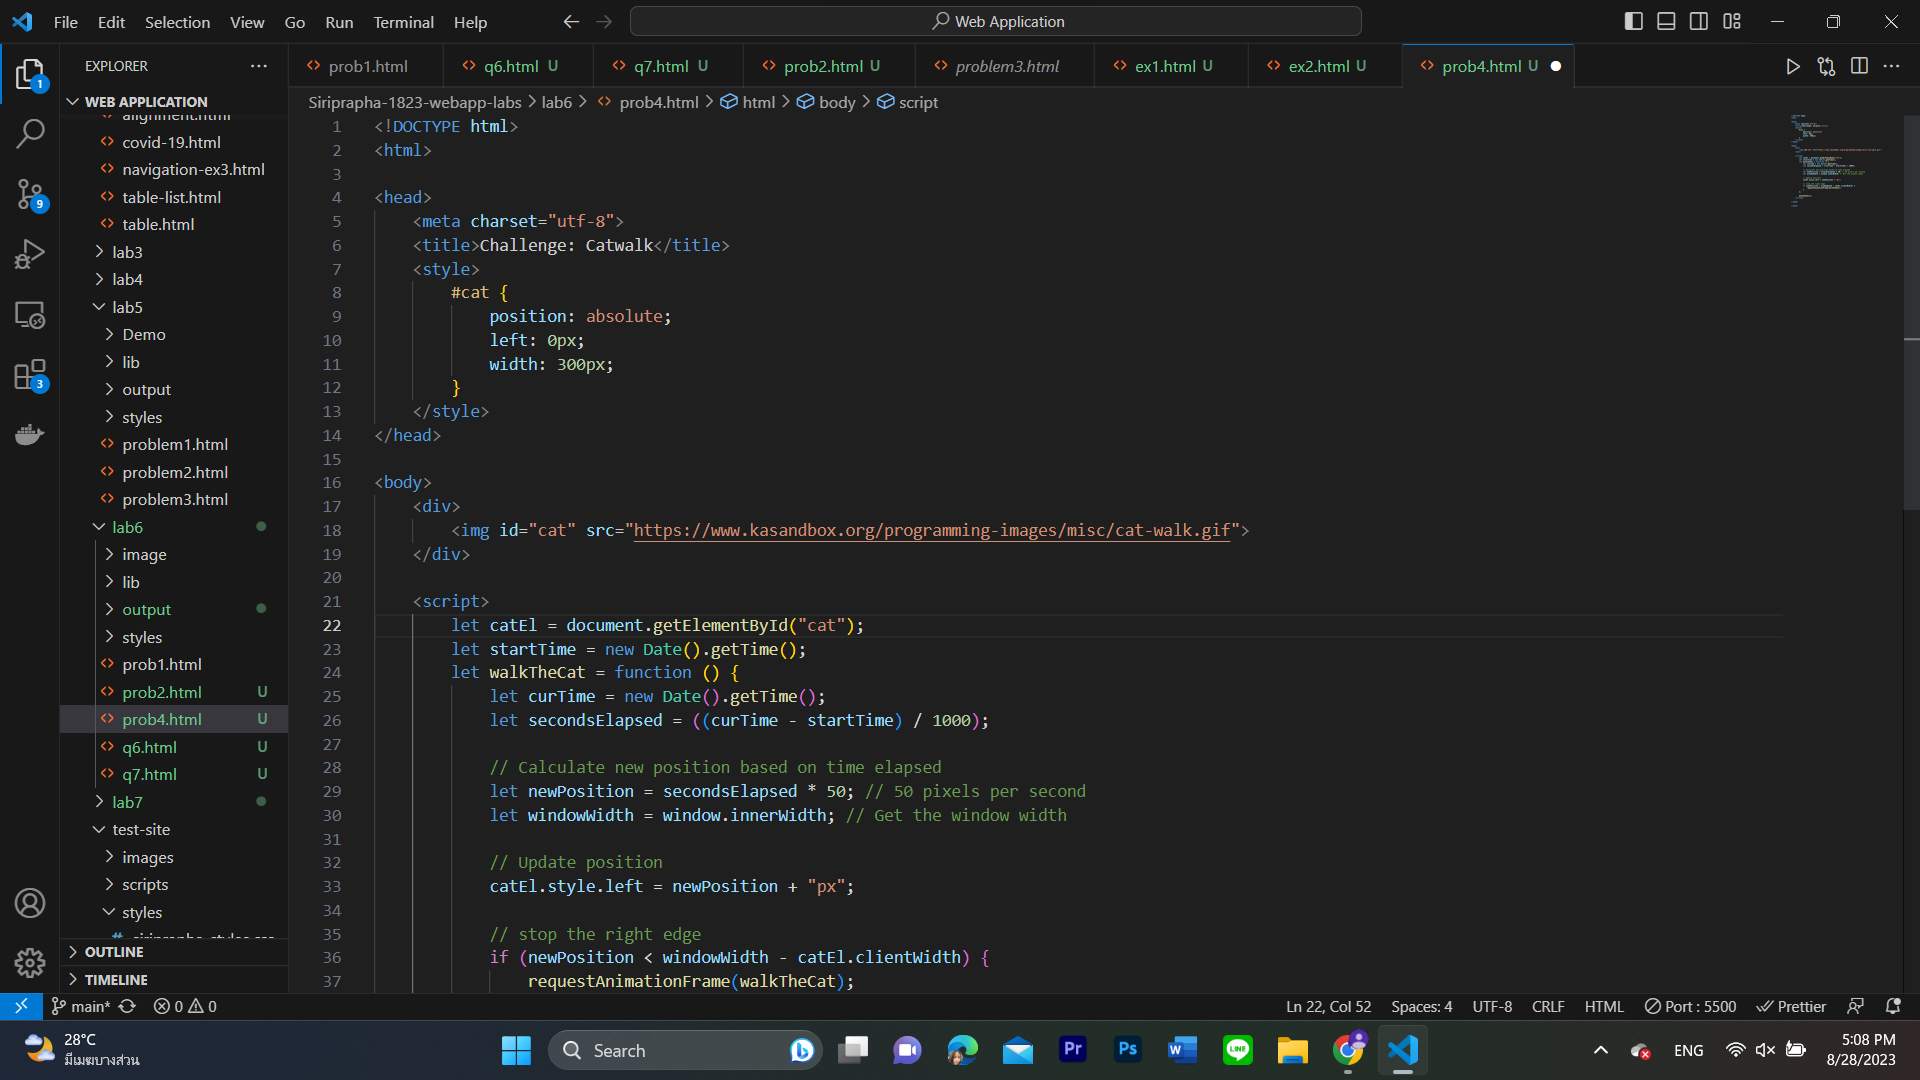 File Edit Selection View Go Run Terminal Help
Web Application
EXPLORER
prob1.html
q6.html U
q7.html U
prob2.html U
problem3.html
ex1.html U
ex2.html U
prob4.html U
Siriprapha-1823-webapp-labs > lab6 > prob4.html > html > body > script
WEB APPLICATION
alignment.html
covid-19.html
navigation-ex3.html
table-list.html
table.html
lab3
lab4
lab5
Demo
lib
output
styles
problem1.html
problem2.html
problem3.html
lab6
image
lib
output
styles
prob1.html
prob2.html U
prob4.html U
q6.html U
q7.html U
lab7
test-site
images
scripts
styles
OUTLINE
TIMELINE
1
9
3
1 <!DOCTYPE html>
2 <html>
3
4 <head>
5 <meta charset="utf-8">
6 <title>Challenge: Catwalk</title>
7 <style>
8 #cat {
9 position: absolute;
10 left: 0px;
11 width: 300px;
12 }
13 </style>
14 </head>
15
16 <body>
17 <div>
18 <img id="cat" src="https://www.kasandbox.org/programming-images/misc/cat-walk.gif">
19 </div>
20
21 <script>
22 let catEl = document.getElementById("cat");
23 let startTime = new Date().getTime();
24 let walkTheCat = function () {
25 let curTime = new Date().getTime();
26 let secondsElapsed = ((curTime - startTime) / 1000);
27
28 // Calculate new position based on time elapsed
29 let newPosition = secondsElapsed * 50; // 50 pixels per second
30 let windowWidth = window.innerWidth; // Get the window width
31
32 // Update position
33 catEl.style.left = newPosition + "px";
34
35 // stop the right edge
36 if (newPosition < windowWidth - catEl.clientWidth) {
37 requestAnimationFrame(walkTheCat);
main* 0 0
Ln 22, Col 52 Spaces: 4 UTF-8 CRLF HTML Port : 5500 Prettier
28°C
มีเมฆบางส่วน
Search
Pr
Ps
W
LINE
ENG
5:08 PM
8/28/2023